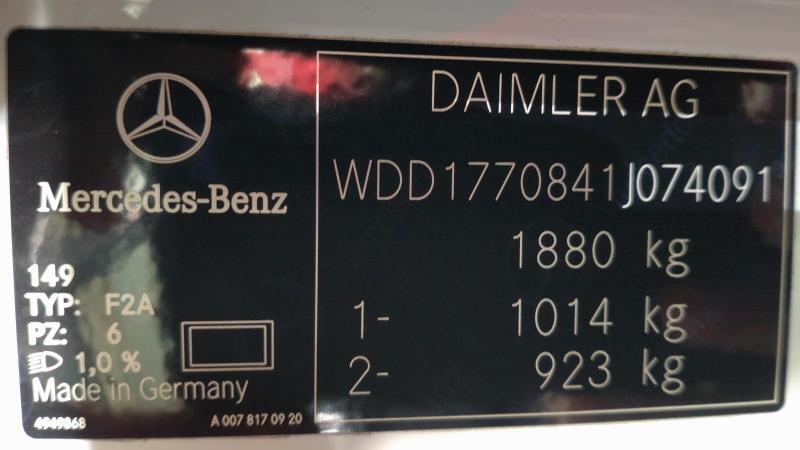 Mercedes-Benz
149
TYP: F2A
PZ: 6
1,0 %
Made in Germany
4949868
A 007 817 09 20
DAIMLER AG
WDD1770841J074091
1880 kg
1- 1014 kg
2- 923 kg